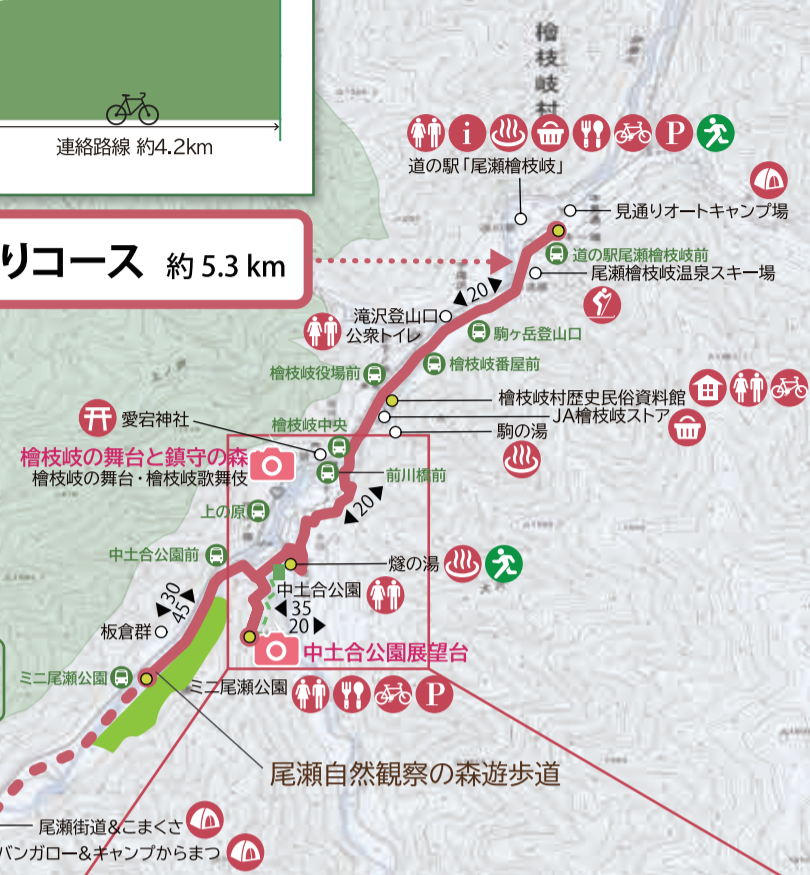 連絡路線 約4.2km
りコース 約 5.3 km
檜枝岐村
i
P
道の駅「尾瀬檜枝岐」
見通りオートキャンプ場
道の駅尾瀬檜枝岐前
尾瀬檜枝岐温泉スキー場
◀20▶
滝沢登山口
公衆トイレ
駒ヶ岳登山口
檜枝岐番屋前
檜枝岐役場前
檜枝岐村歴史民俗資料館
JA檜枝岐ストア
駒の湯
愛宕神社
檜枝岐中央
檜枝岐の舞台と鎮守の森
檜枝岐の舞台・檜枝岐歌舞伎
前川橋前
◀20▶
上の原
中土合公園前
燧の湯
中土合公園
◀35
20▶
◀30
45▶
板倉群
中土合公園展望台
ミニ尾瀬公園
ミニ尾瀬公園
P
尾瀬自然観察の森遊歩道
尾瀬街道&こまくさ
バンガロー&キャンプからまつ